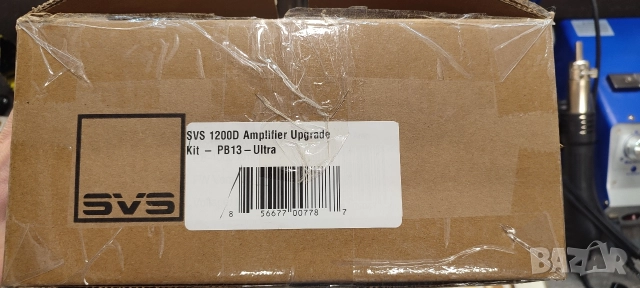 SVS
SVS 1200D Amplifier Upgrade
Kit – PB13–Ultra
8 56677 00778 7
BAZAR